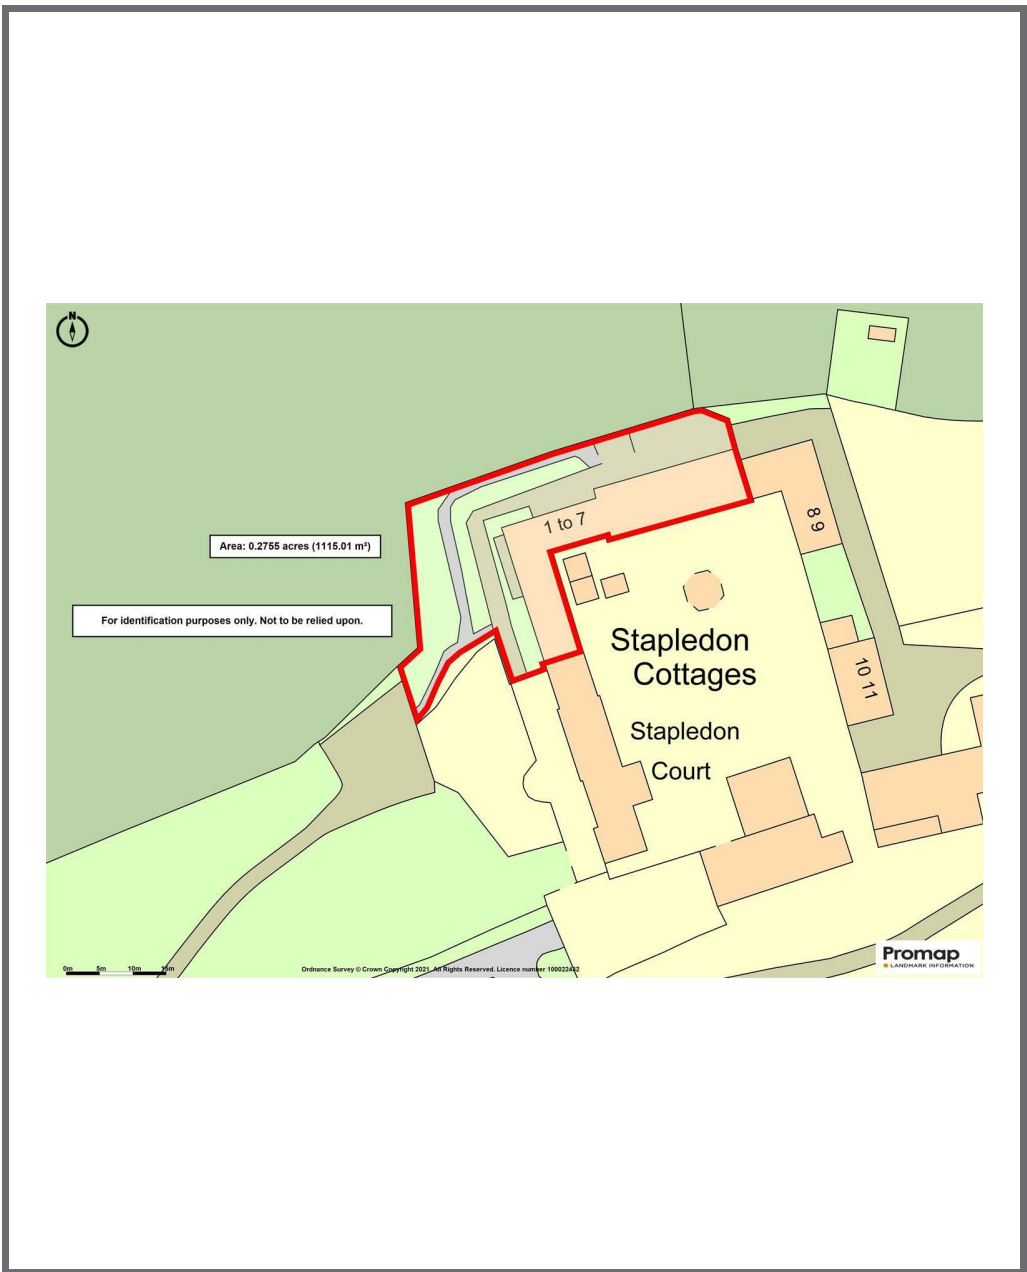 N
Area: 0.2755 acres (1115.01 m²)
For identification purposes only. Not to be relied upon.
1 to 7
8 9
Stapledon
Cottages
10 11
Stapledon
Court
0m 5m 10m 15m
Ordnance Survey © Crown Copyright 2021. All Rights Reserved. Licence number 100022432
Promap
LANDMARK INFORMATION